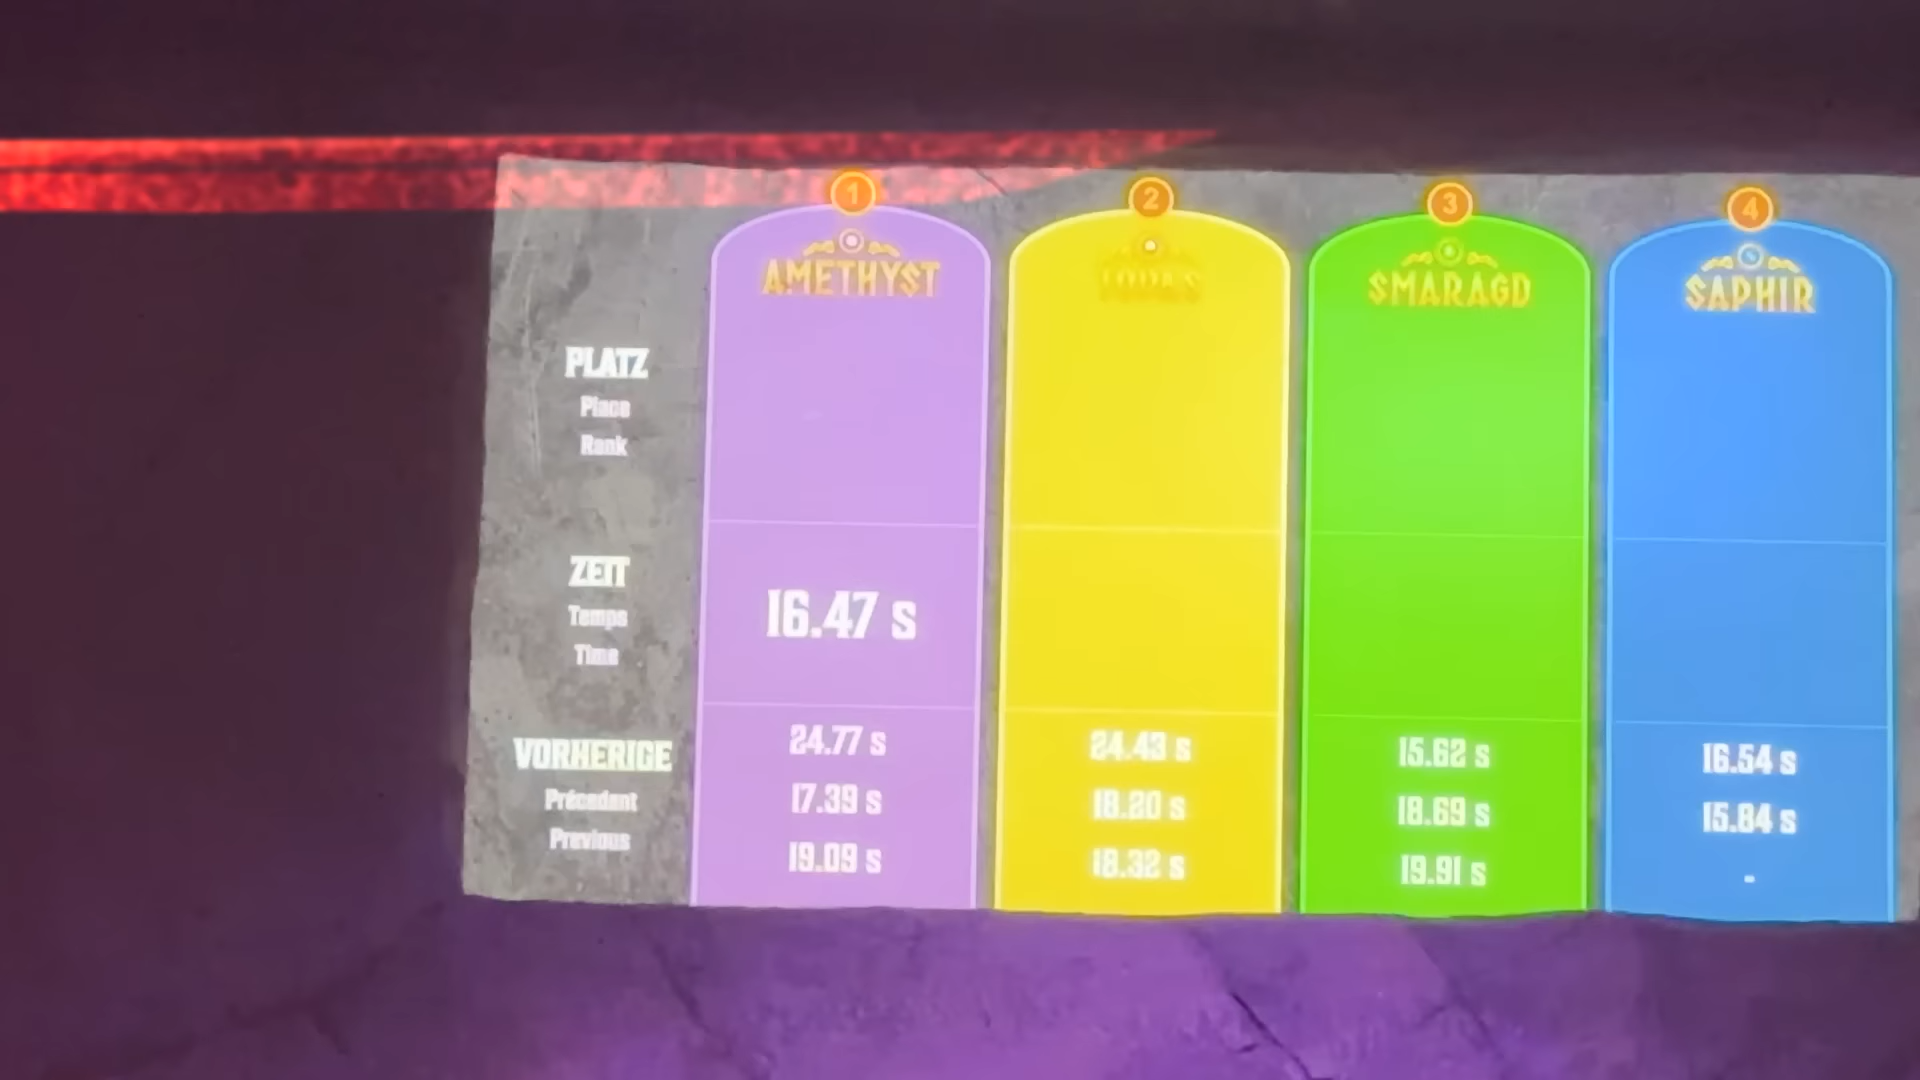 1 2 3 4
AMETHYST TOPAS SMARAGD SAPHIR
PLATZ
Place
Rank
ZEIT
Temps
Time
16.47 s
VORHERIGE
Précédent
Previous
24.77 s 24.43 s 15.62 s 16.54 s
17.39 s 18.20 s 18.69 s 15.84 s
19.09 s 18.32 s 19.91 s -